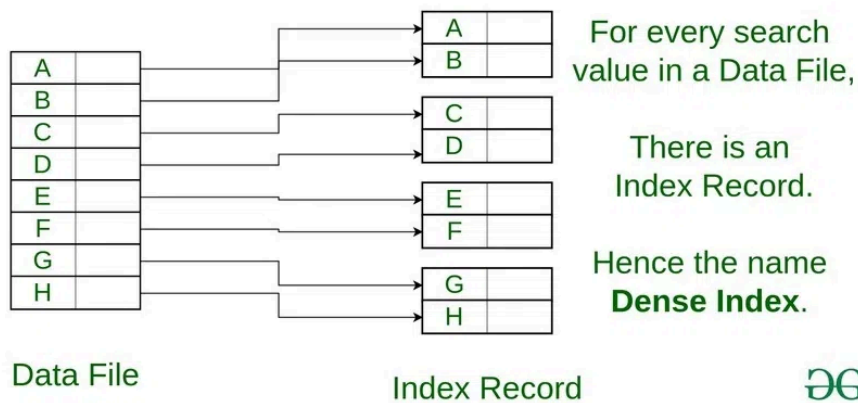 A
B
C
D
E
F
G
H
Data File
A
B
C
D
E
F
G
H
Index Record
For every search
value in a Data File,
There is an
Index Record.
Hence the name
Dense Index.